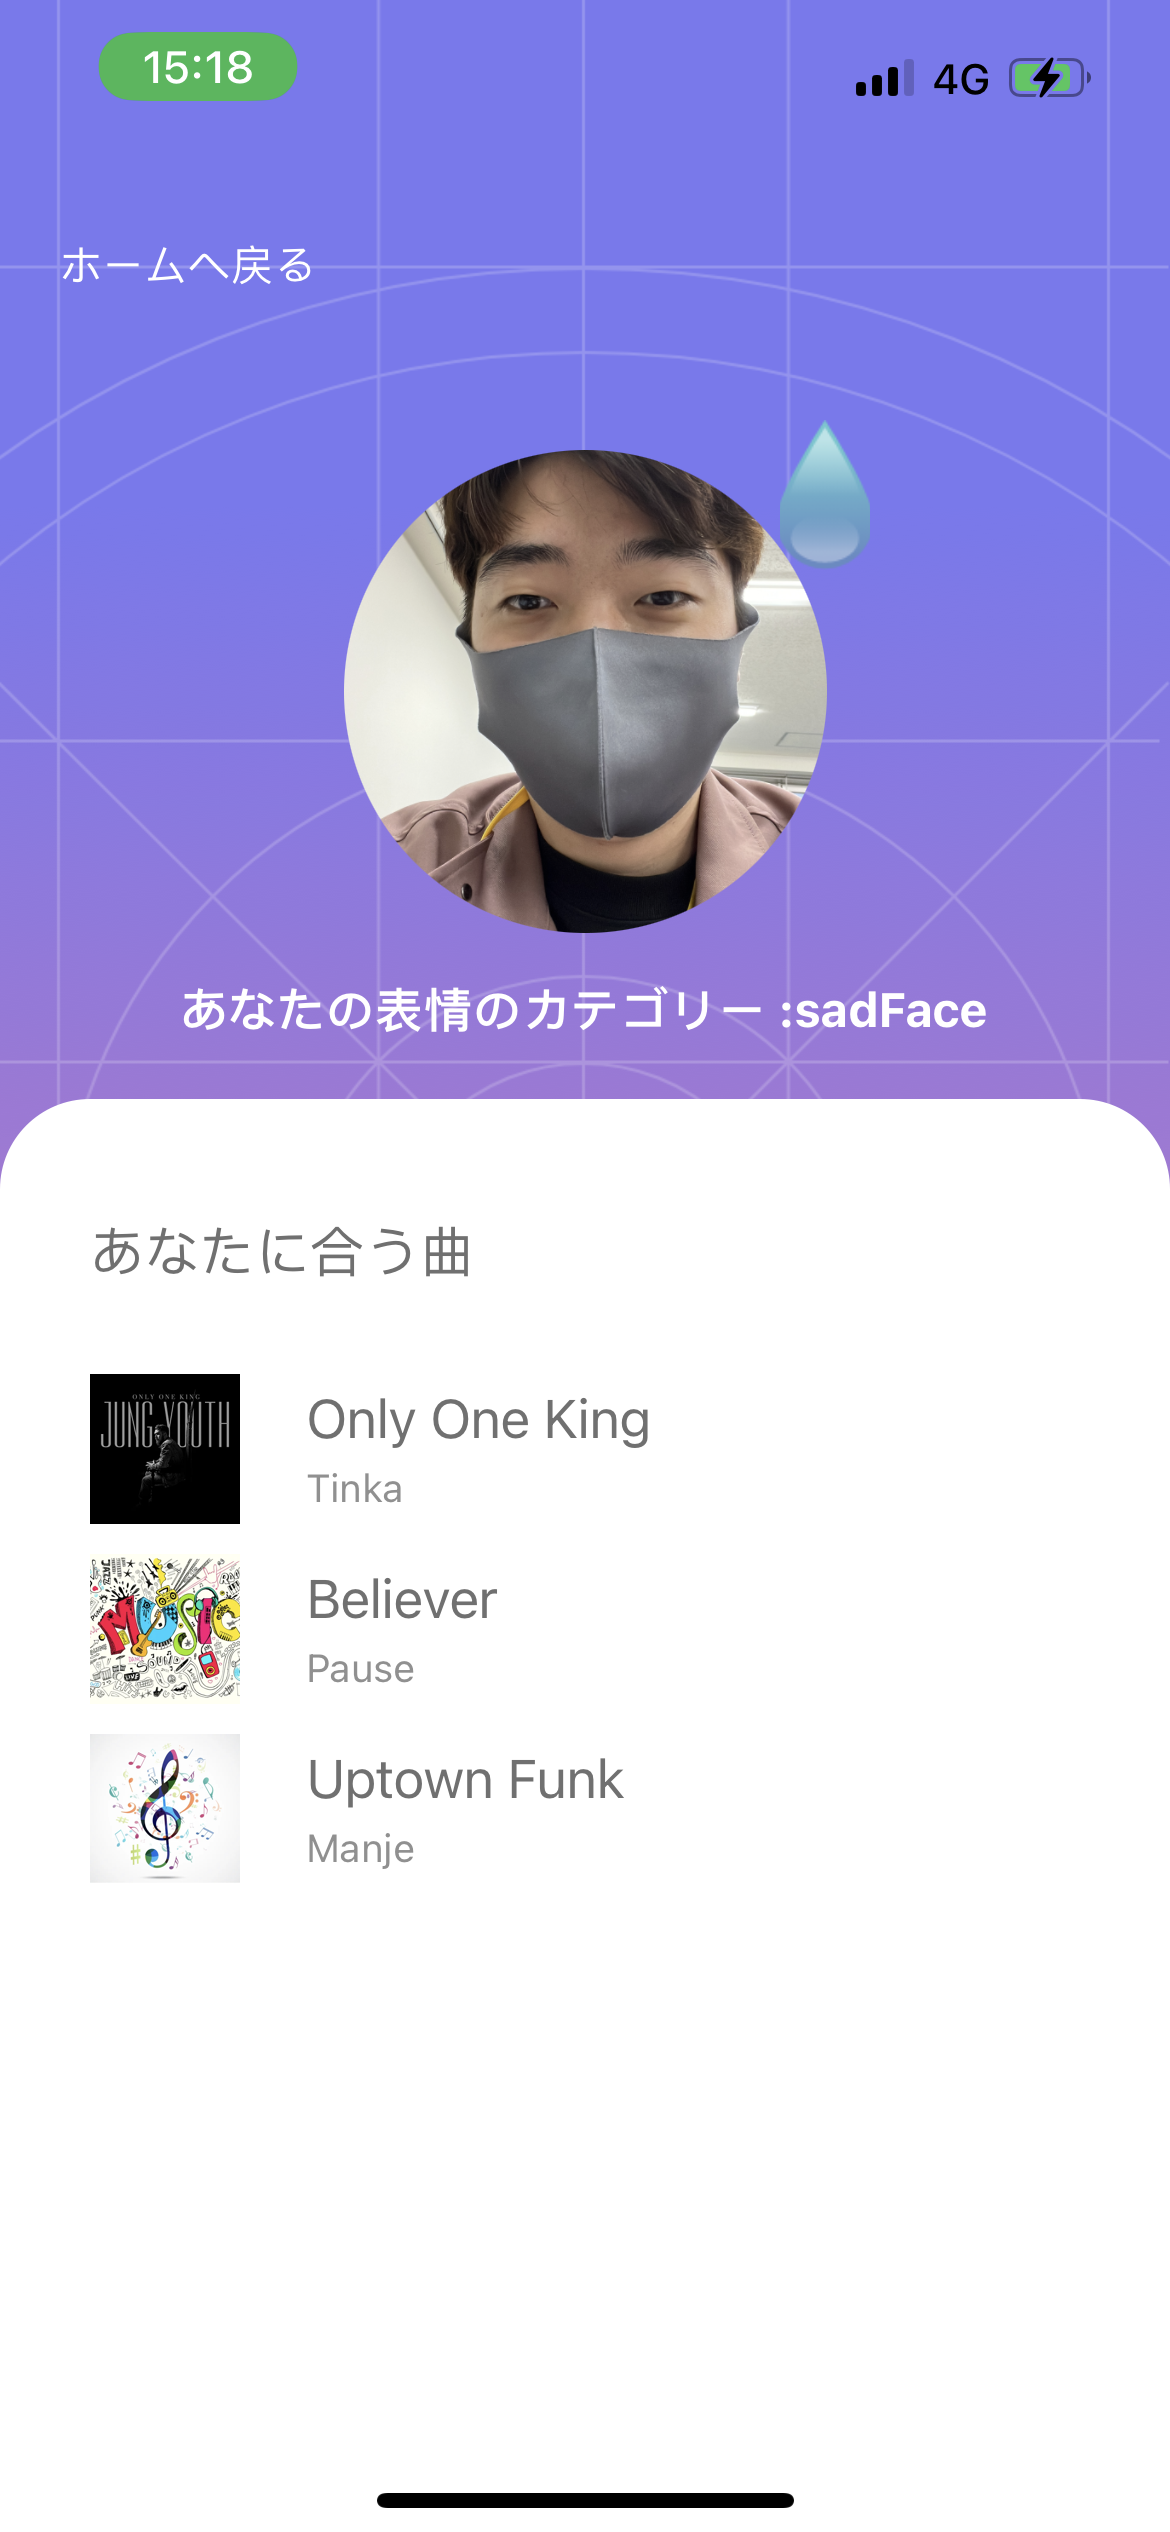 15:18
4G
ホームへ戻る
あなたの表情のカテゴリー :sadFace
あなたに合う曲
ONLY ONE KING
JUNG YOUTH
Only One King
Tinka
MUSIC
Believer
Pause
Uptown Funk
Manje